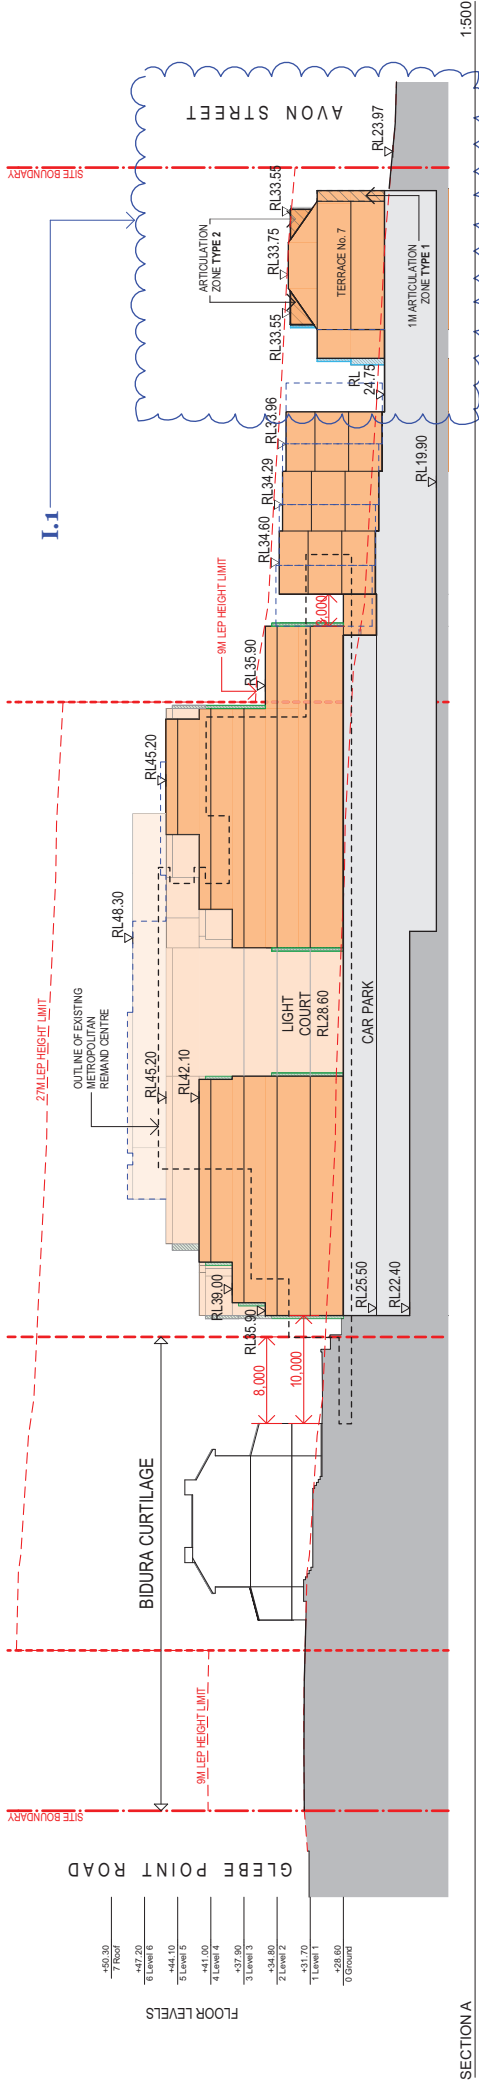 SECTION A
1:500
FLOOR LEVELS
+50.30
7 Roof
+47.20
6 Level 6
+44.10
5 Level 5
+41.00
4 Level 4
+37.90
3 Level 3
+34.80
2 Level 2
+31.70
1 Level 1
+28.60
0 Ground
GLEBE POINT ROAD
SITE BOUNDARY
9M LEP HEIGHT LIMIT
BIDURA CURTILAGE
27M LEP HEIGHT LIMIT
8,000
10,000
RL35.90
RL39.00
RL25.50
RL22.40
OUTLINE OF EXISTING
METROPOLITAN
REMAND CENTRE
RL45.20
RL42.10
RL48.30
LIGHT
COURT
RL28.60
CAR PARK
RL45.20
9M LEP HEIGHT LIMIT
RL35.90
3,000
RL34.60
RL34.29
RL33.96
RL
24.75
RL19.90
I.1
RL33.55
RL33.75
RL33.55
ARTICULATION
ZONE TYPE 2
TERRACE No. 7
1M ARTICULATION
ZONE TYPE 1
SITE BOUNDARY
RL23.97
AVON STREET